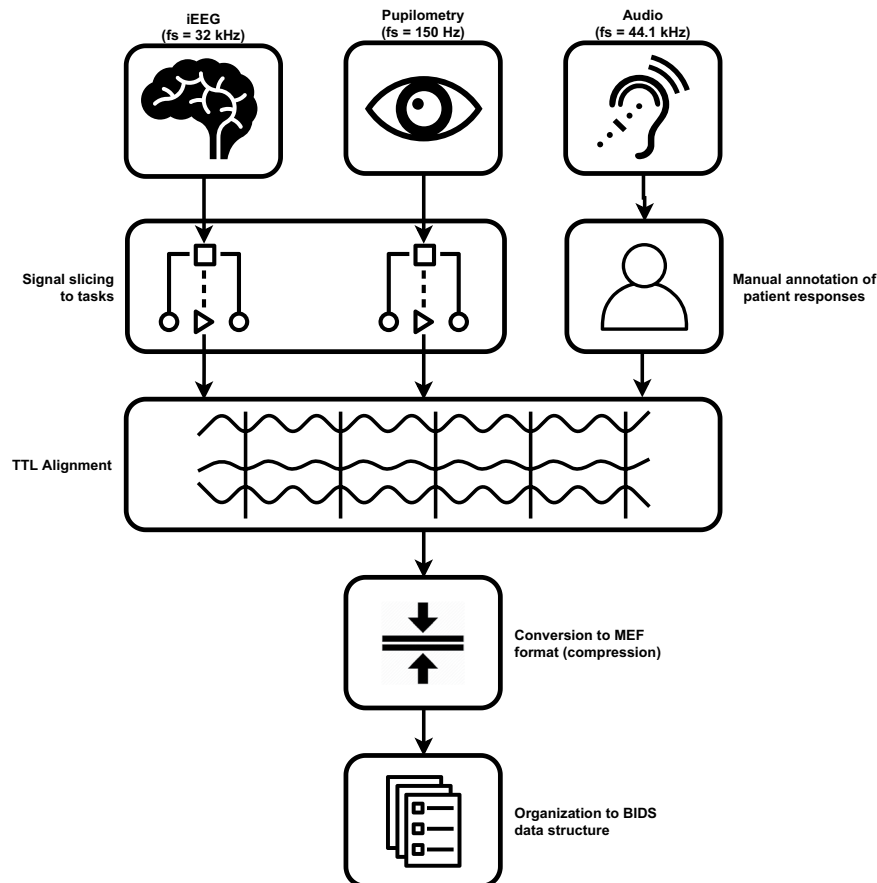 iEEG
(fs = 32 kHz)
Pupilometry
(fs = 150 Hz)
Audio
(fs = 44.1 kHz)
Signal slicing
to tasks
Manual annotation of
patient responses
TTL Alignment
Conversion to MEF
format (compression)
Organization to BIDS
data structure